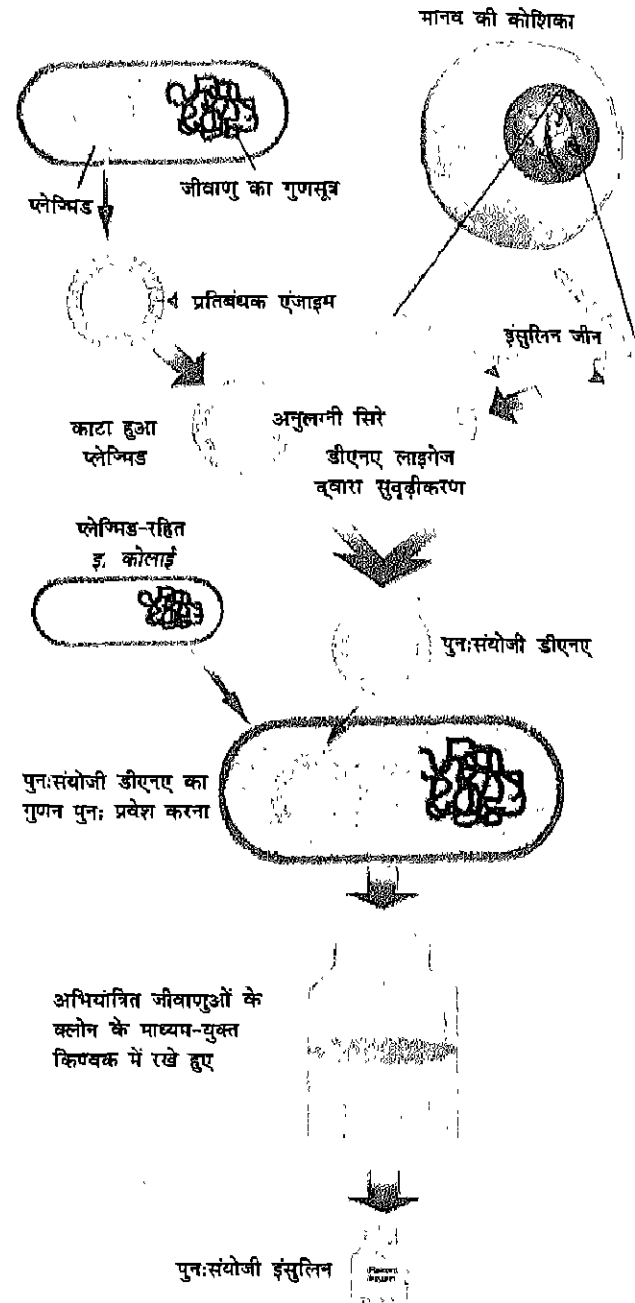 मानव की कोशिका
प्लेज्मिड
जीवाणु का गुणसूत्र
प्रतिबंधक एंजाइम
इंसुलिन जीन
काटा हुआ
प्लेज्मिड
अनुलग्नी सिरे
डीएनए लाइगेज
द्वारा सुदृढ़ीकरण
प्लेज्मिड-रहित
इ. कोलाई
पुनःसंयोजी डीएनए
पुनःसंयोजी डीएनए का
गुणन पुनः प्रवेश करना
अभियांत्रित जीवाणुओं के
क्लोन के माध्यम-युक्त
किण्वक में रखे हुए
पुनःसंयोजी इंसुलिन